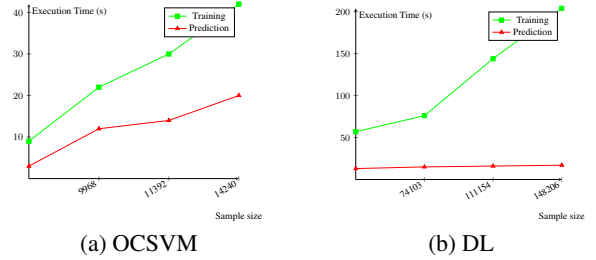 Execution Time (s)
Training
Prediction
40
30
20
10
9968
11392
14240
Sample size
(a) OCSVM
Execution Time (s)
Training
Prediction
200
150
100
50
74103
111154
148206
Sample size
(b) DL